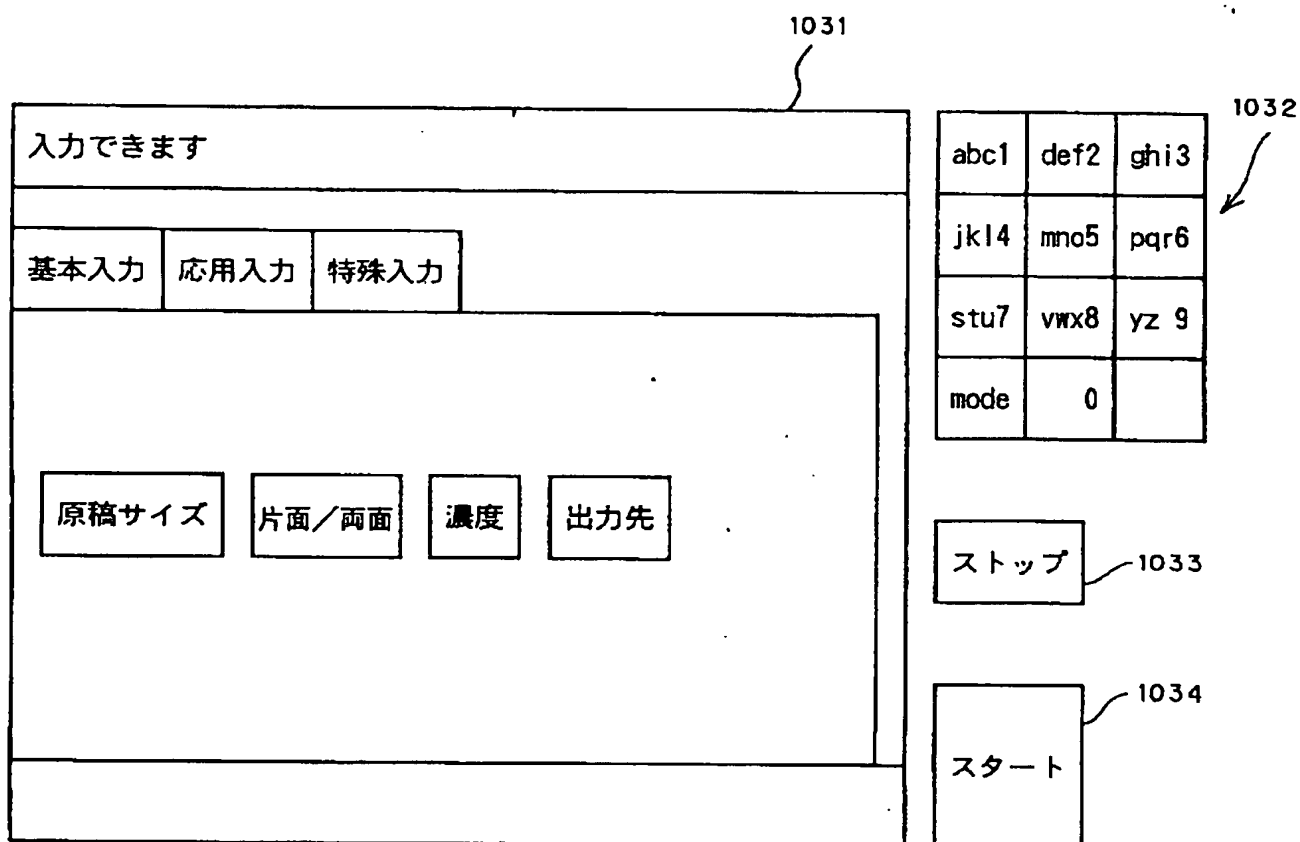 1031
入力できます
1032
abc1 def2 ghi3
jkl4 mno5 pqr6
stu7 vwx8 yz 9
mode 0
基本入力 応用入力 特殊入力
原稿サイズ 片面／両面 濃度 出力先
ストップ 1033
1034
スタート